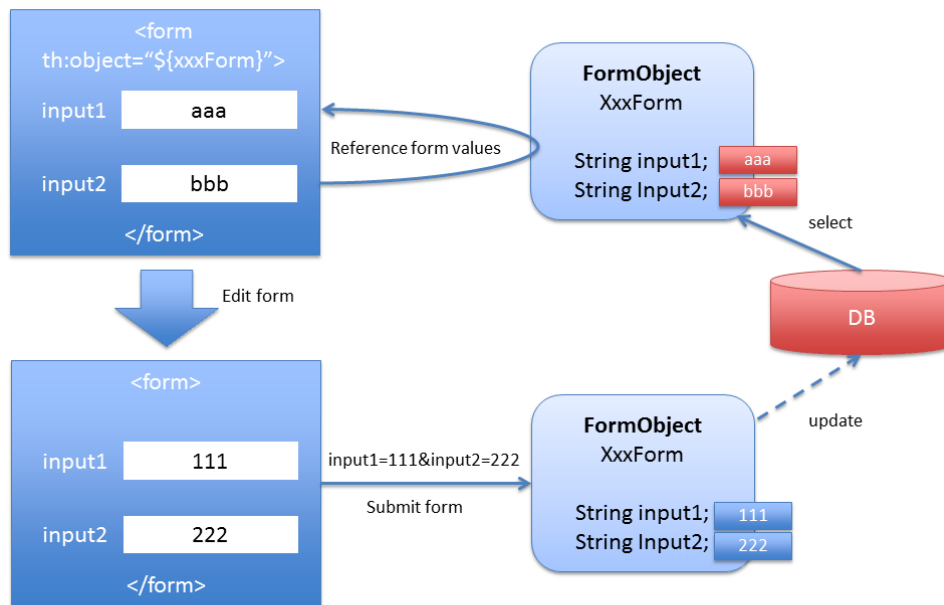 <form
th:object=“${xxxForm}”>
input1
aaa
input2
bbb
</form>
Reference form values
FormObject
XxxForm
String input1;
aaa
String Input2;
bbb
select
DB
Edit form
<form>
input1
111
input2
222
</form>
input1=111&input2=222
Submit form
FormObject
XxxForm
String input1;
111
String Input2;
222
update